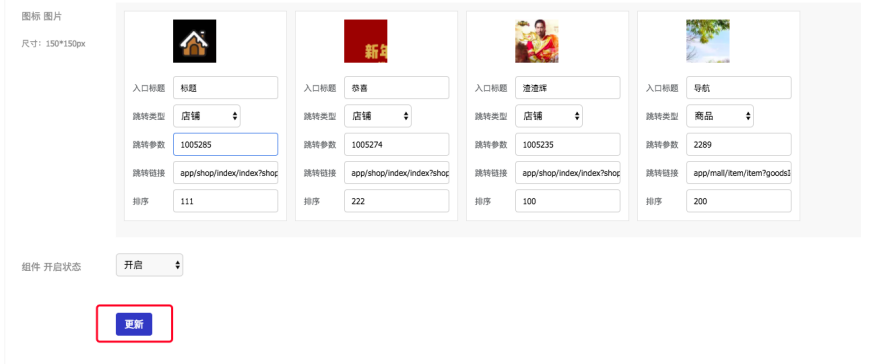 图标 图片
尺寸：150*150px
新年
入口标题 标题
跳转类型 店铺
跳转参数 1005285
跳转链接 app/shop/index/index?shop
排序 111
入口标题 恭喜
跳转类型 店铺
跳转参数 1005274
跳转链接 app/shop/index/index?shop
排序 222
入口标题 渣渣辉
跳转类型 店铺
跳转参数 1005235
跳转链接 app/shop/index/index?shop
排序 100
入口标题 导航
跳转类型 商品
跳转参数 2289
跳转链接 app/mall/item/item?goodsI
排序 200
组件 开启状态 开启
更新